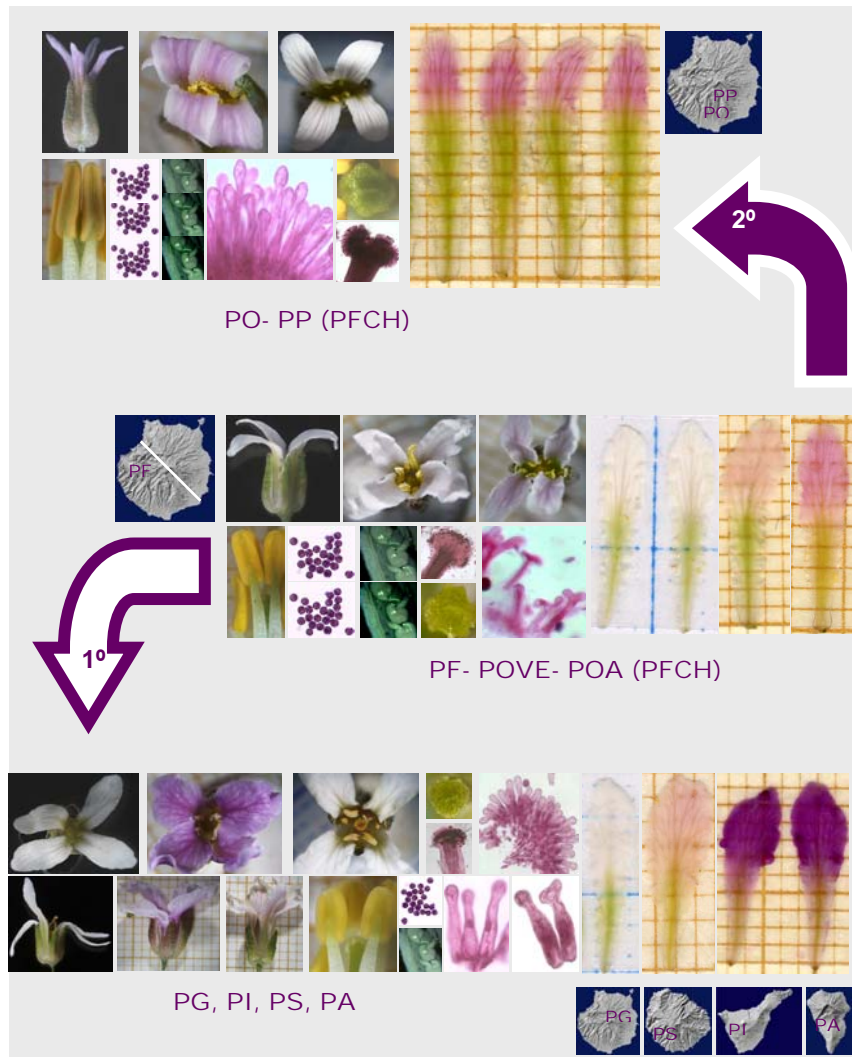 PP
PO
2º
PO- PP (PFCH)
PF
1º
PF- POVE- POA (PFCH)
PG, PI, PS, PA
PG
PS
PI
PA